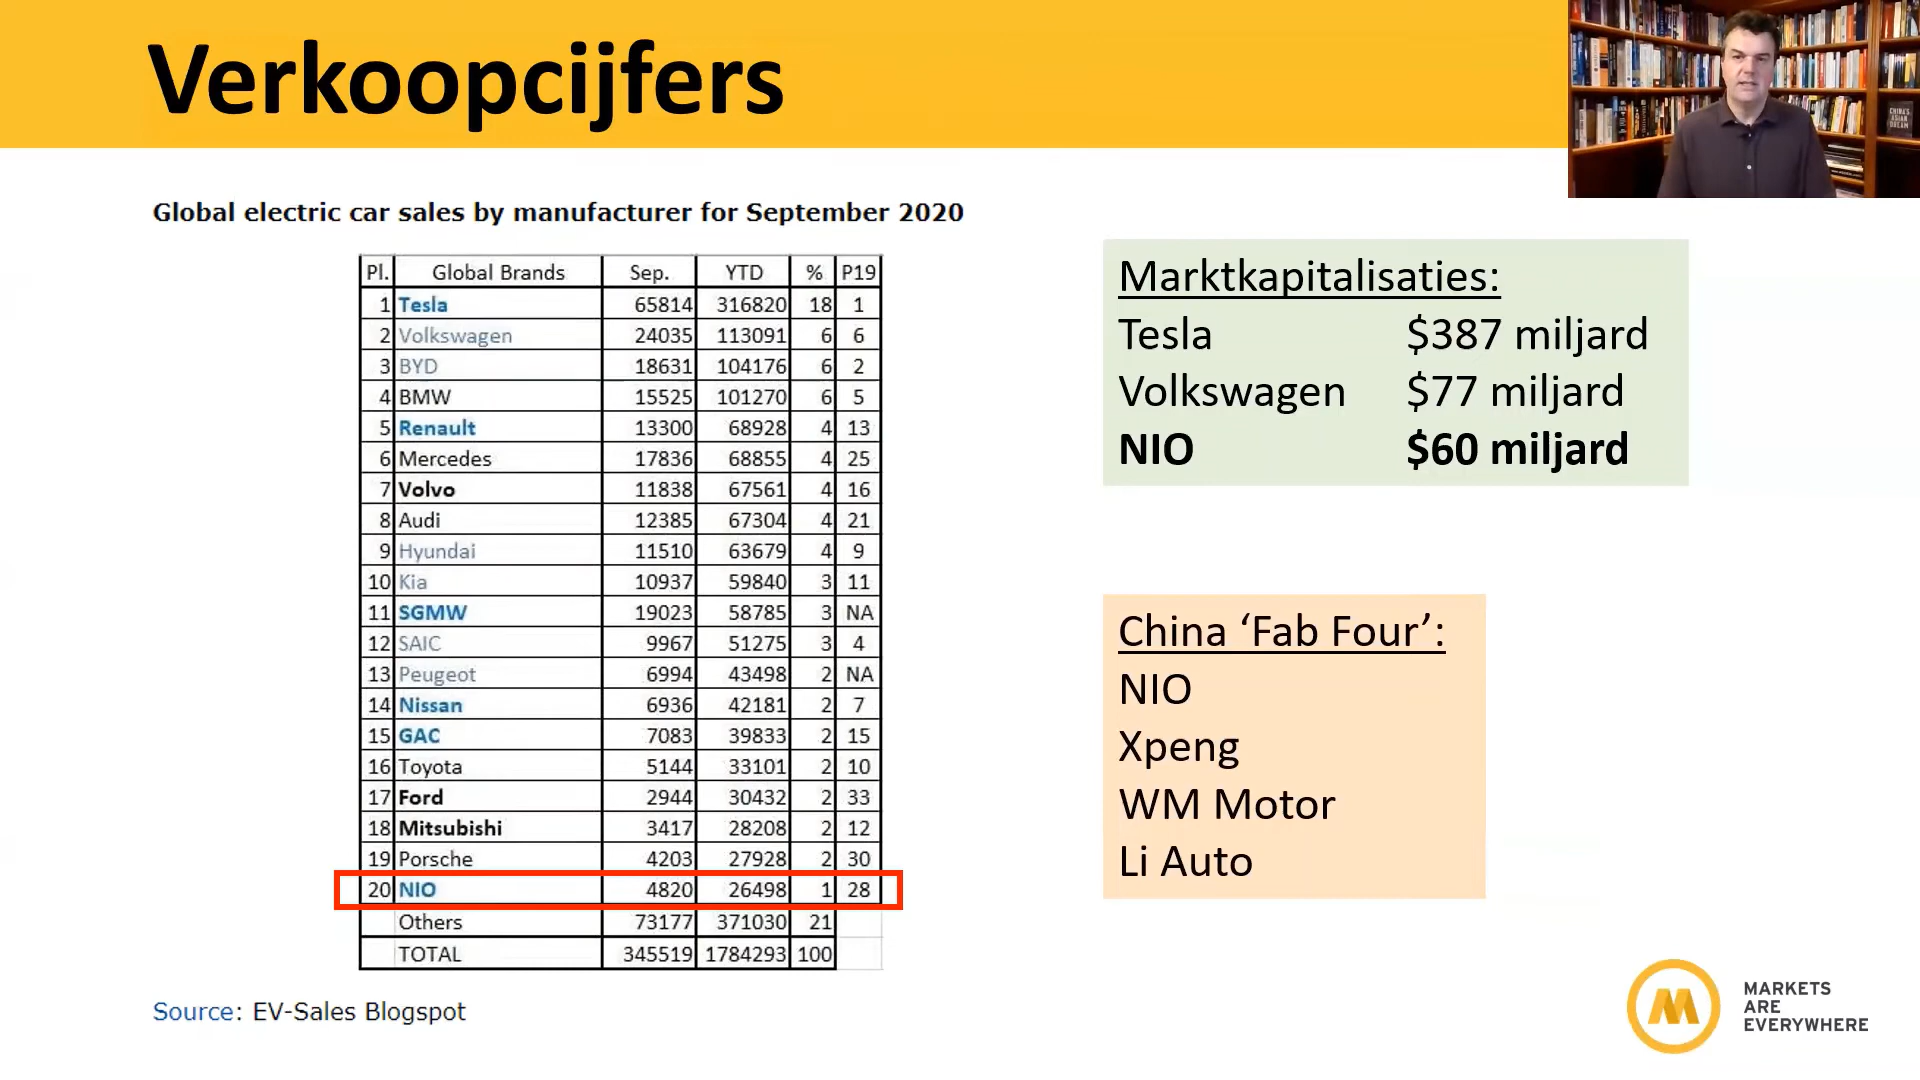 Verkoopcijfers
CHINA'S
ASIAN
DREAM
Global electric car sales by manufacturer for September 2020
Pl. Global Brands Sep. YTD % P19
1 Tesla 65814 316820 18 1
2 Volkswagen 24035 113091 6 6
3 BYD 18631 104176 6 2
4 BMW 15525 101270 6 5
5 Renault 13300 68928 4 13
6 Mercedes 17836 68855 4 25
7 Volvo 11838 67561 4 16
8 Audi 12385 67304 4 21
9 Hyundai 11510 63679 4 9
10 Kia 10937 59840 3 11
11 SGMW 19023 58785 3 NA
12 SAIC 9967 51275 3 4
13 Peugeot 6994 43498 2 NA
14 Nissan 6936 42181 2 7
15 GAC 7083 39833 2 15
16 Toyota 5144 33101 2 10
17 Ford 2944 30432 2 33
18 Mitsubishi 3417 28208 2 12
19 Porsche 4203 27928 2 30
20 NIO 4820 26498 1 28
Others 73177 371030 21
TOTAL 345519 1784293 100
Source: EV-Sales Blogspot
Marktkapitalisaties:
Tesla $387 miljard
Volkswagen $77 miljard
NIO $60 miljard
China ‘Fab Four’:
NIO
Xpeng
WM Motor
Li Auto
MARKETS
ARE
EVERYWHERE